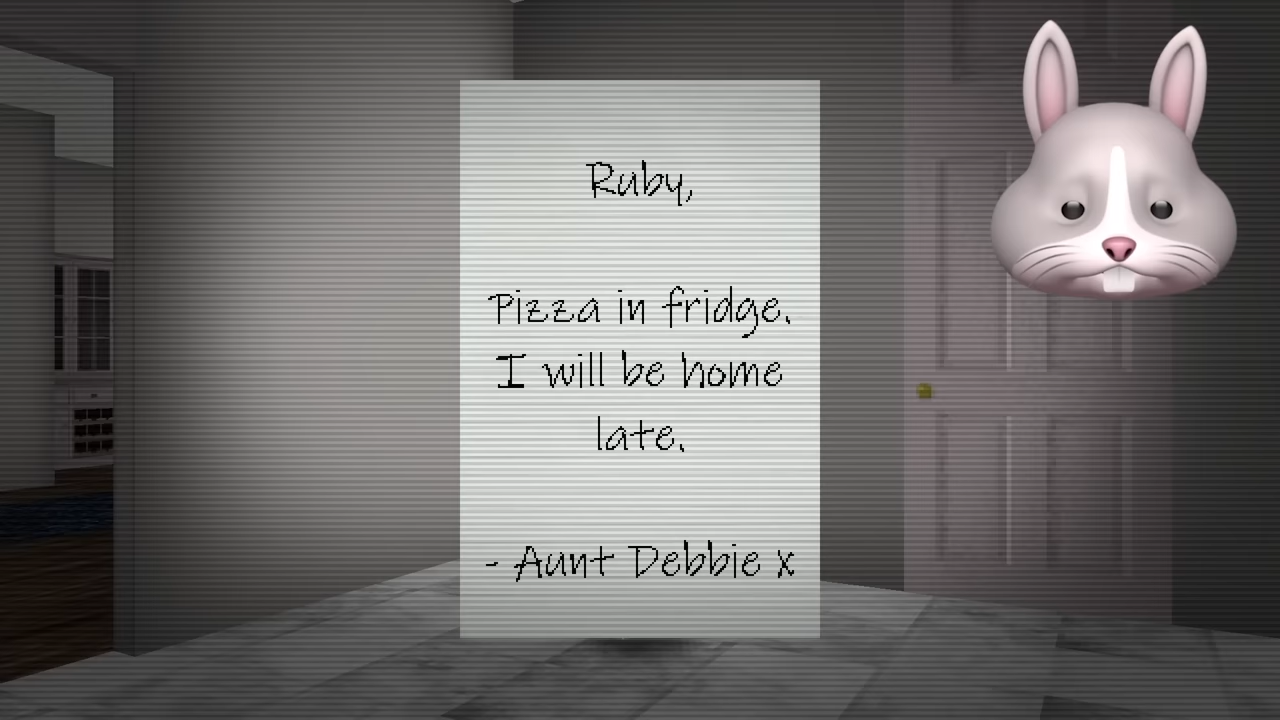 Ruby,
Pizza in fridge.
I will be home
late.
- Aunt Debbie x